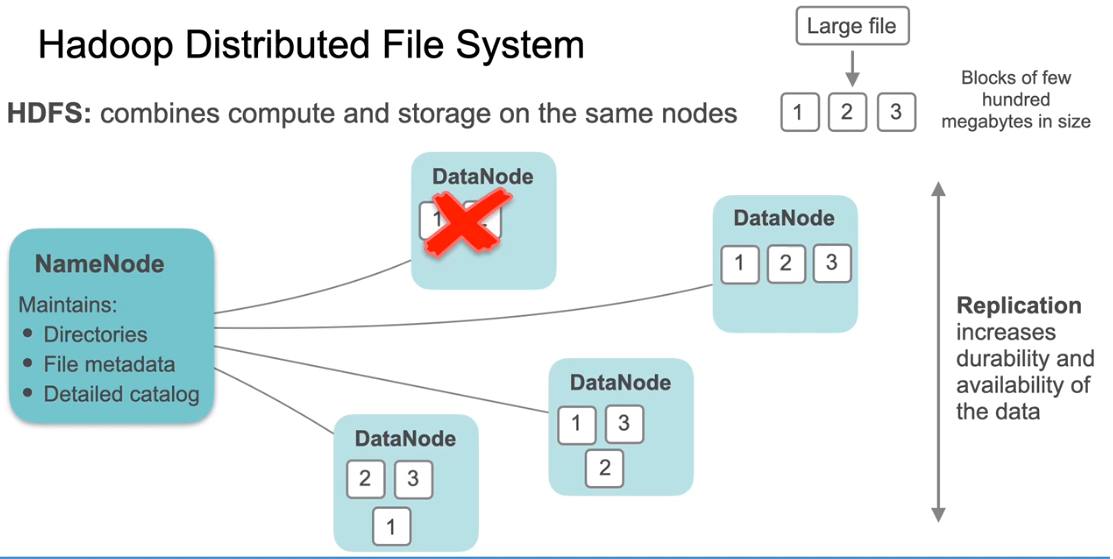 Hadoop Distributed File System
HDFS: combines compute and storage on the same nodes
Large file
1 2 3
Blocks of few
hundred
megabytes in size
NameNode
Maintains:
• Directories
• File metadata
• Detailed catalog
DataNode
1
DataNode
1 2 3
DataNode
1 3
2
DataNode
2 3
1
Replication
increases
durability and
availability of
the data